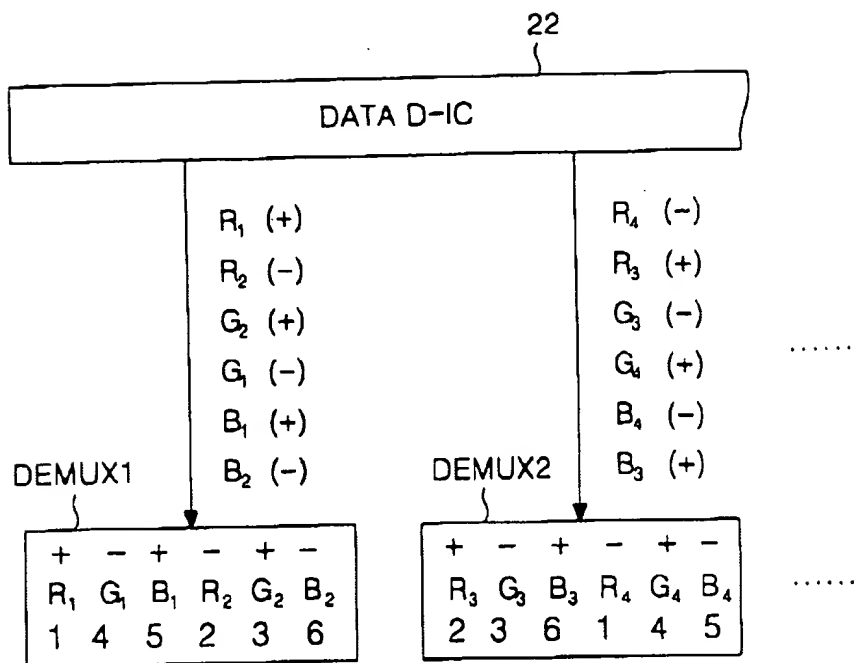 22
DATA D-IC
R₁ (+)
R₂ (-)
G₂ (+)
G₁ (-)
B₁ (+)
B₂ (-)
R₄ (-)
R₃ (+)
G₃ (-)
G₄ (+)
B₄ (-)
B₃ (+)
......
DEMUX1
+ - + - + -
R₁ G₁ B₁ R₂ G₂ B₂
1 4 5 2 3 6
DEMUX2
+ - + - + -
R₃ G₃ B₃ R₄ G₄ B₄
2 3 6 1 4 5
......